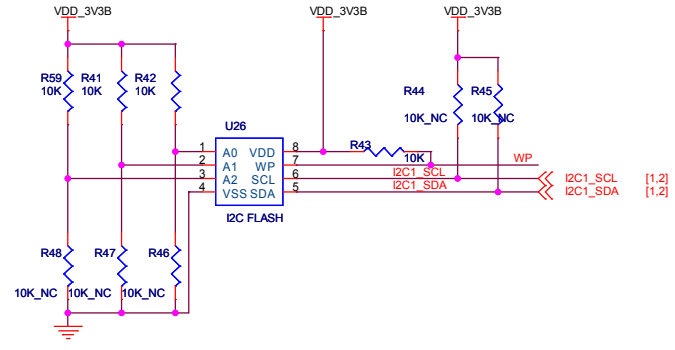 VDD_3V3B VDD_3V3B VDD_3V3B
R59 R41 R42
10K 10K 10K
R44 R45
10K_NC 10K_NC
U26
1 A0 VDD 8
2 A1 WP 7
3 A2 SCL 6
4 VSS SDA 5
I2C FLASH
R43
10K
WP
I2C1_SCL I2C1_SCL [1,2]
I2C1_SDA I2C1_SDA [1,2]
R48 R47 R46
10K_NC 10K_NC 10K_NC